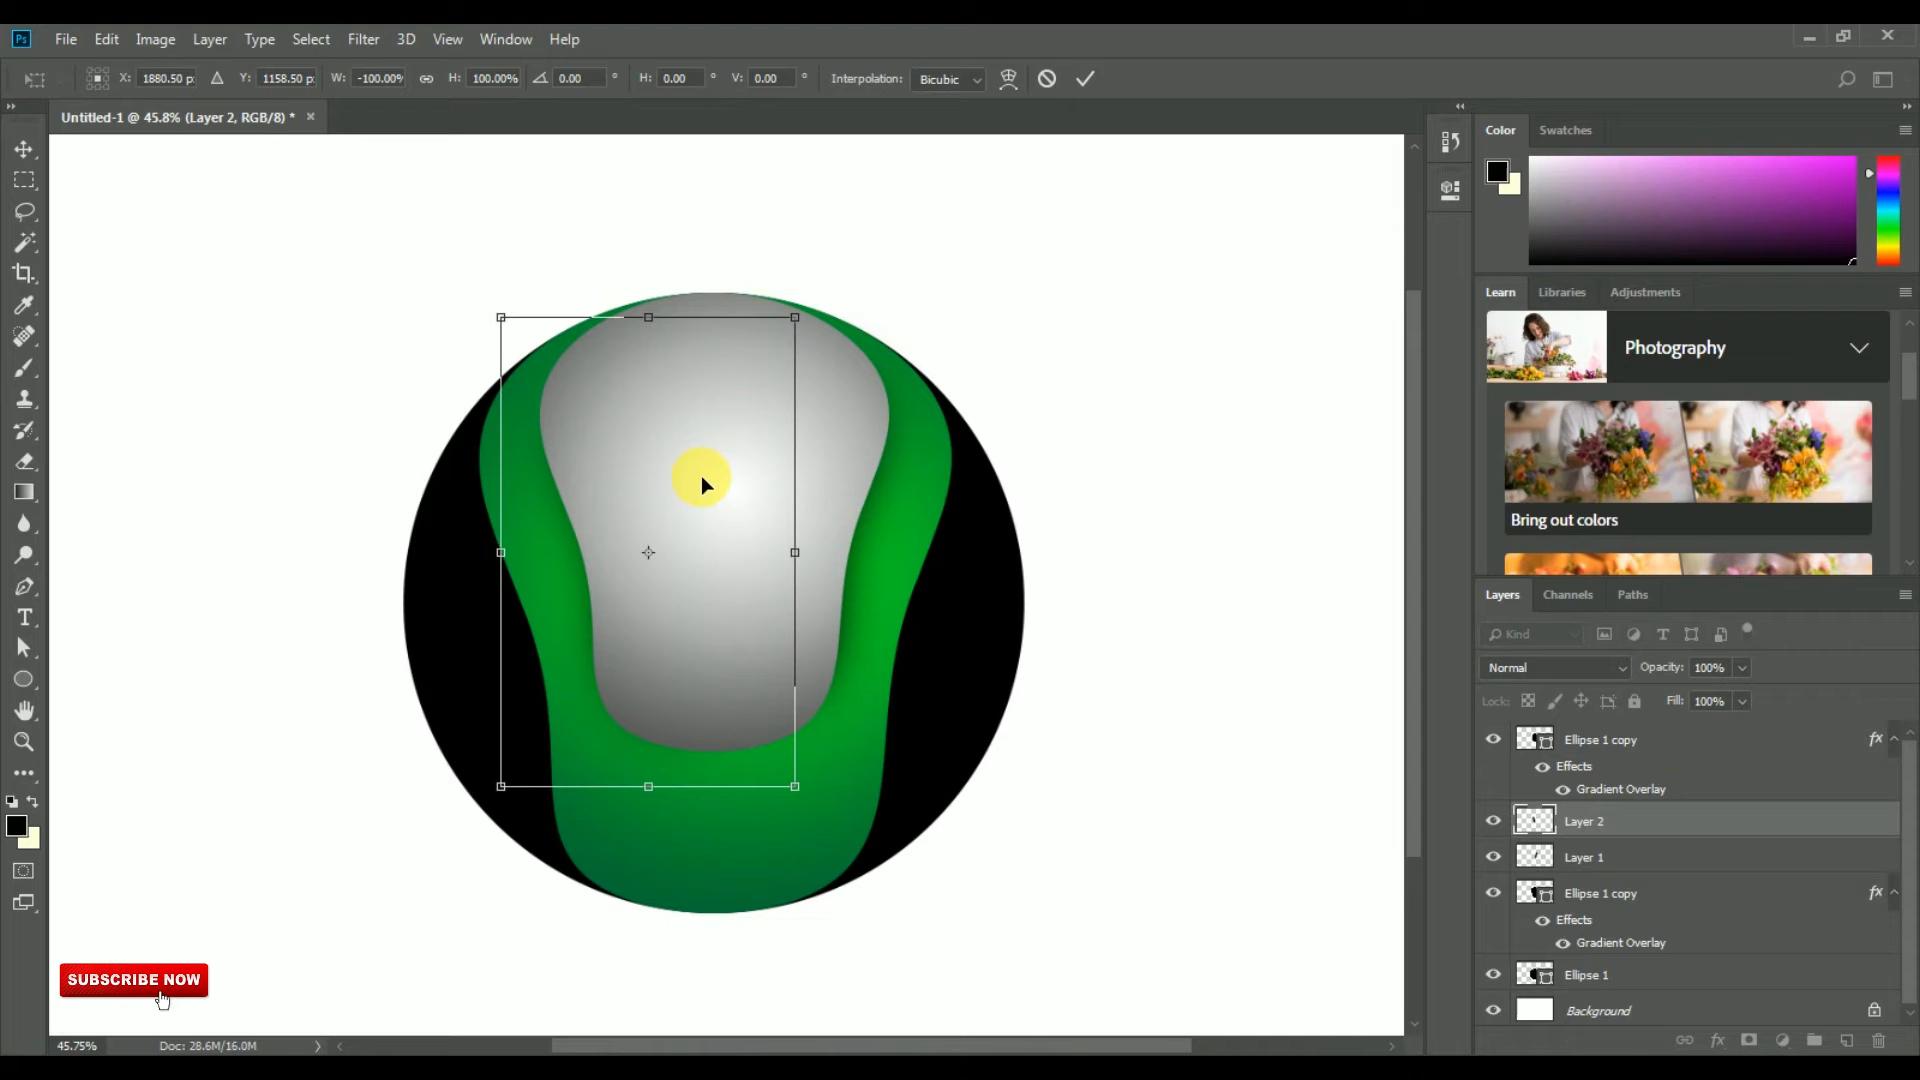 Ps File Edit Image Layer Type Select Filter 3D View Window Help
X: 1880.50 p: Y: 1158.50 p: W: -100.00% H: 100.00% 0.00 ° H: 0.00 ° V: 0.00 ° Interpolation: Bicubic
Untitled-1 @ 45.8% (Layer 2, RGB/8) *
Color Swatches
Learn Libraries Adjustments
Photography
Bring out colors
Layers Channels Paths
Kind
Normal Opacity: 100%
Lock: Fill: 100%
Ellipse 1 copy fx
Effects
Gradient Overlay
Layer 2
Layer 1
Ellipse 1 copy fx
Effects
Gradient Overlay
Ellipse 1
Background
SUBSCRIBE NOW
45.75% Doc: 28.6M/16.0M
fx